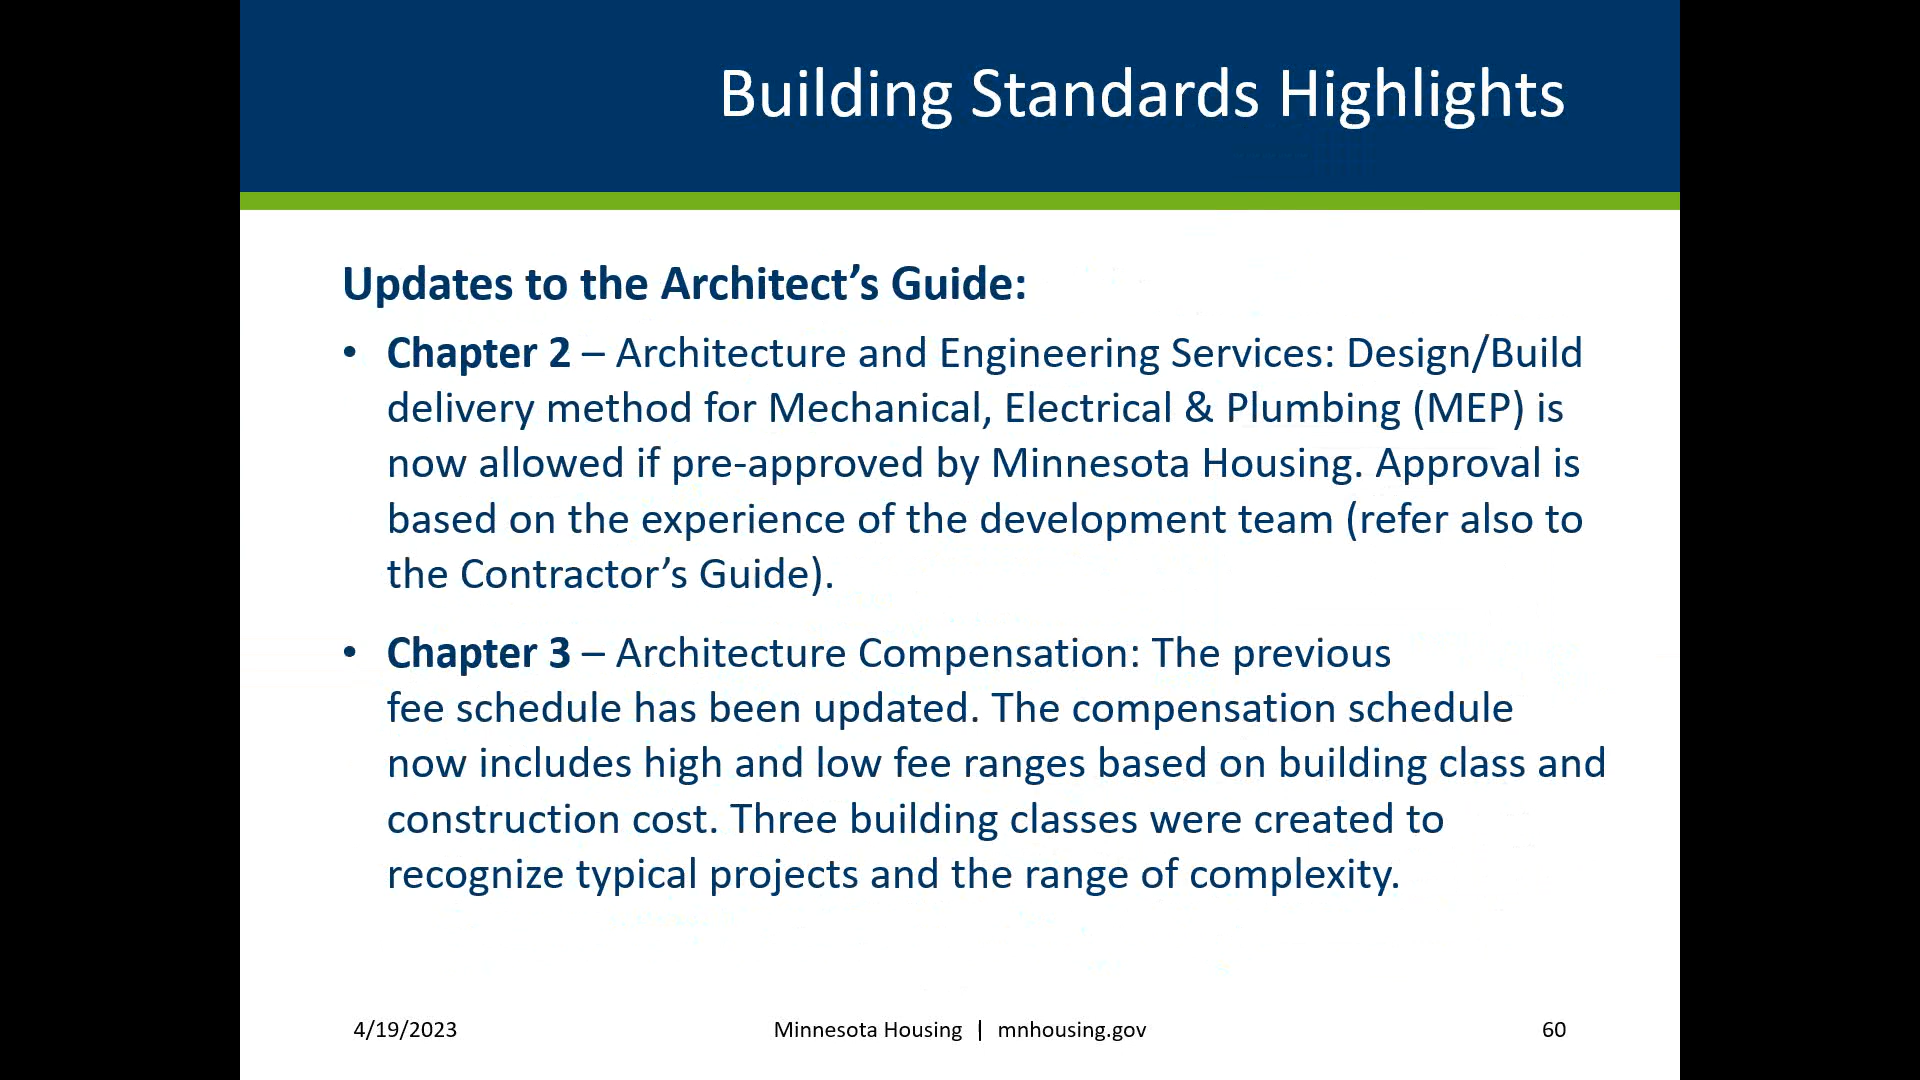 Building Standards Highlights
Updates to the Architect’s Guide:
• Chapter 2 – Architecture and Engineering Services: Design/Build
delivery method for Mechanical, Electrical & Plumbing (MEP) is
now allowed if pre-approved by Minnesota Housing. Approval is
based on the experience of the development team (refer also to
the Contractor’s Guide).
• Chapter 3 – Architecture Compensation: The previous
fee schedule has been updated. The compensation schedule
now includes high and low fee ranges based on building class and
construction cost. Three building classes were created to
recognize typical projects and the range of complexity.
4/19/2023
Minnesota Housing | mnhousing.gov
60